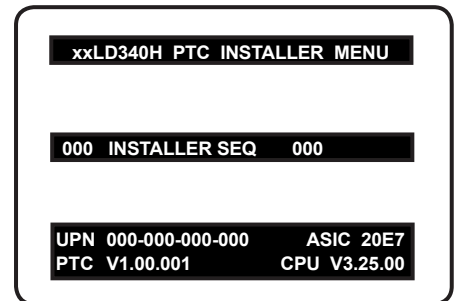 xxLD340H PTC INSTALLER MENU
000 INSTALLER SEQ 000
UPN 000-000-000-000 ASIC 20E7
PTC V1.00.001 CPU V3.25.00